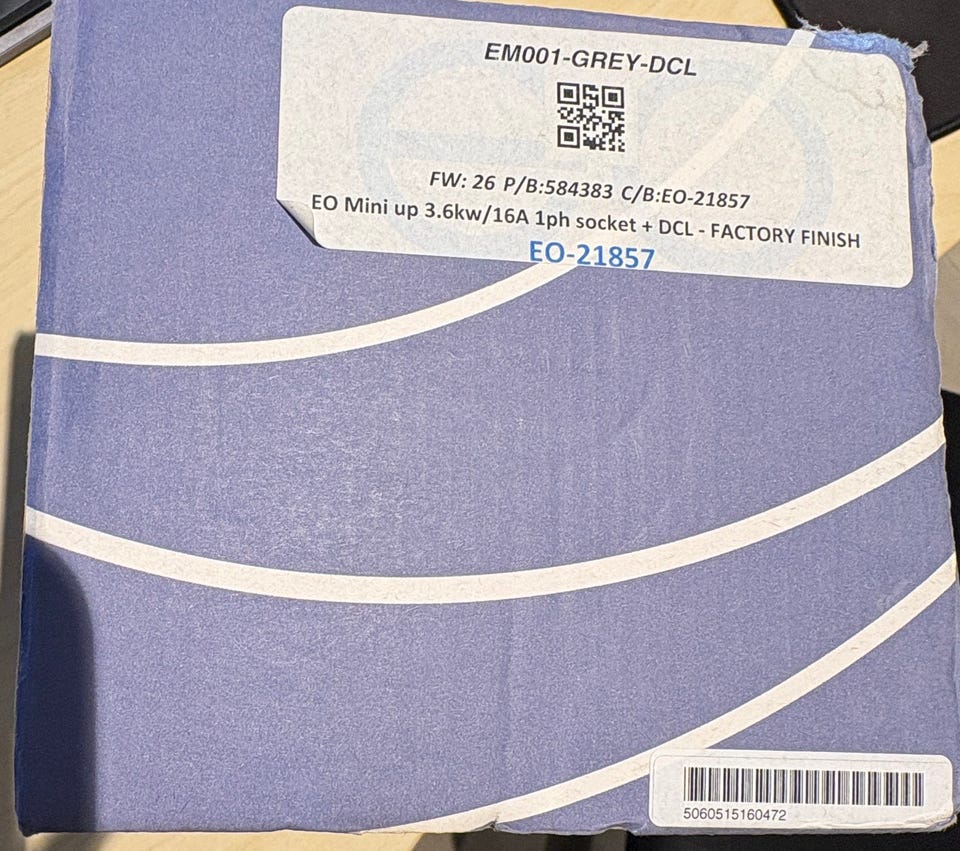 EM001-GREY-DCL
FW: 26 P/B:584383 C/B:EO-21857
EO Mini up 3.6kw/16A 1ph socket + DCL - FACTORY FINISH
EO-21857
5060515160472